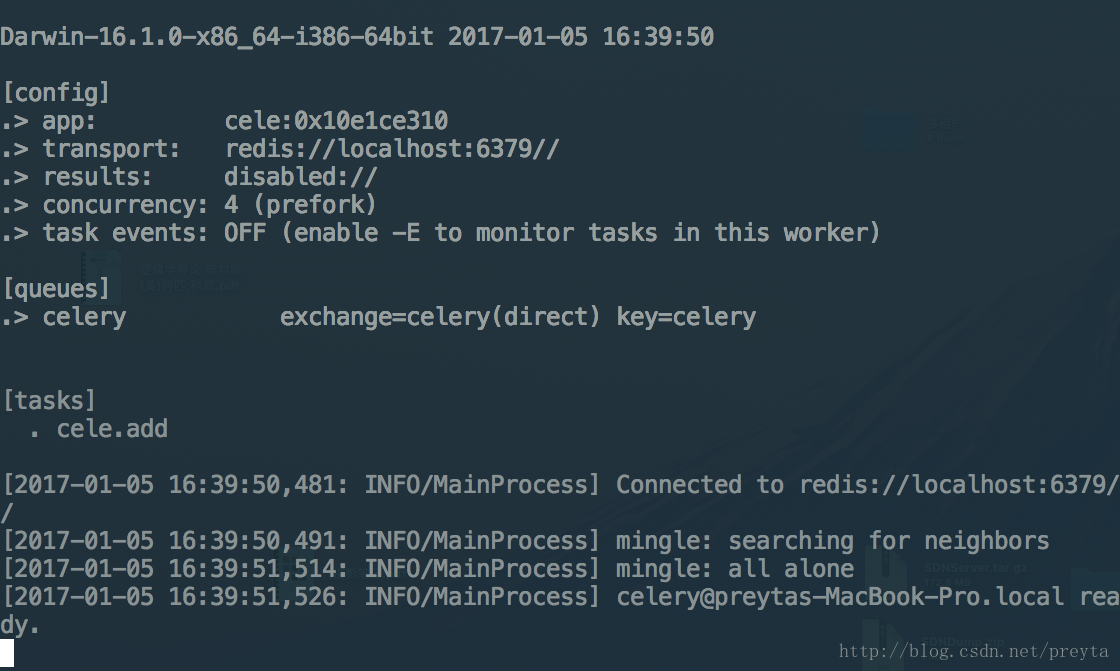 Darwin-16.1.0-x86_64-i386-64bit 2017-01-05 16:39:50
[config]
.> app:         cele:0x10e1ce310
.> transport:   redis://localhost:6379//
.> results:     disabled://
.> concurrency: 4 (prefork)
.> task events: OFF (enable -E to monitor tasks in this worker)
[queues]
.> celery           exchange=celery(direct) key=celery
[tasks]
  . cele.add
[2017-01-05 16:39:50,481: INFO/MainProcess] Connected to redis://localhost:6379/
/
[2017-01-05 16:39:50,491: INFO/MainProcess] mingle: searching for neighbors
[2017-01-05 16:39:51,514: INFO/MainProcess] mingle: all alone
SDNServer.tar.gz
[2017-01-05 16:39:51,526: INFO/MainProcess] celery@preytas-MacBook-Pro.local rea
dy.
http://blog.csdn.net/preyta